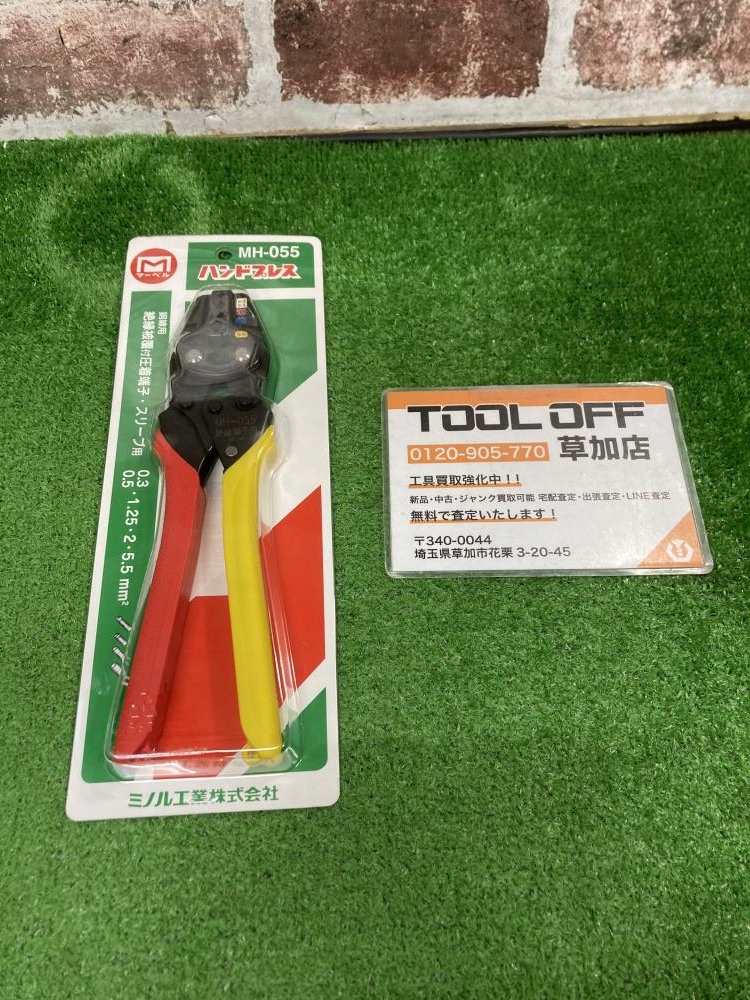 マーベル
MH-055
ハンドプレス
銅線用
絶縁被覆付圧着端子・スリーブ用
0.3
0.5・1.25・2・5.5mm²
ミノル工業株式会社
TOOL OFF
0120-905-770 草加店
工具買取強化中！！
新品・中古・ジャンク買取可能 宅配査定・出張査定・LINE査定
無料で査定いたします！
〒340-0044
埼玉県草加市花栗 3-20-45